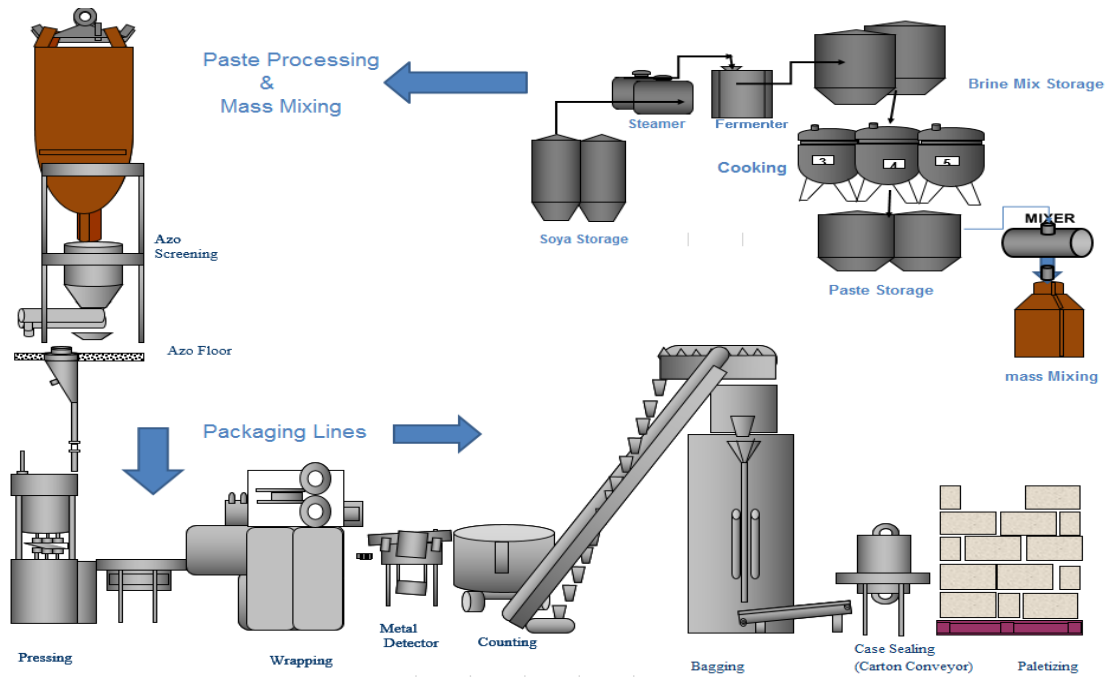 Paste Processing
&
Mass Mixing
Steamer
Fermenter
Brine Mix Storage
Cooking
3
4
5
Soya Storage
Paste Storage
MIXER
mass Mixing
Azo
Screening
Azo Floor
Packaging Lines
Pressing
Wrapping
Metal
Detector
Counting
Bagging
Case Sealing
(Carton Conveyor)
Paletizing